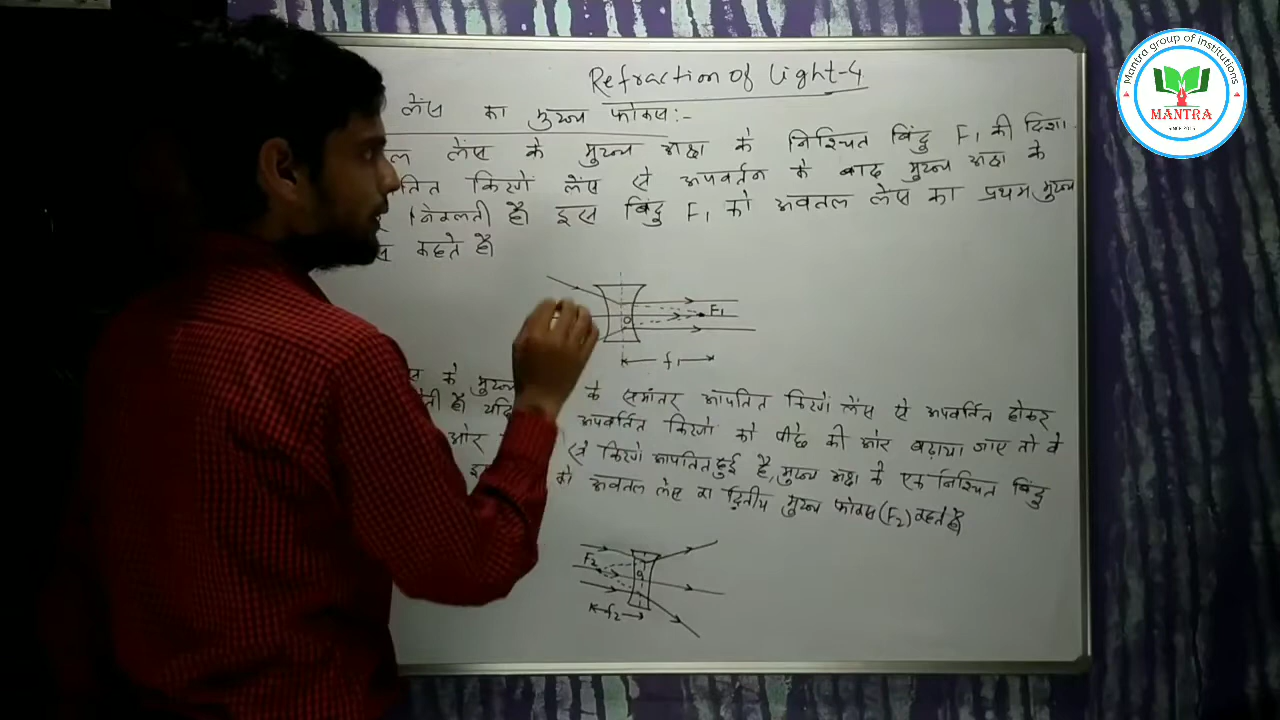 Refraction of Light-4
लेंस का मुख्य फोकस:-
लेंस के मुख्य अक्ष के निश्चित बिंदु F₁ की दिशा
किरणें लेंस से अपवर्तन के बाद मुख्य अक्ष के
निकलती है। इस बिंदु F₁ को अवतल लेंस का प्रथम मुख्य
कहते है।
O F₁
f₁
के मुख्य के समांतर आपतित किरणें लेंस से अपवर्तित होकर
है। यदि अपवर्तित किरणों को पीछे की ओर बढ़ाया जाए तो वे
ओर से किरणें आपतित हुई है, मुख्य अक्ष के एक निश्चित बिंदु
को अवतल लेंस का द्वितीय मुख्य फोकस (F₂) कहते है।
F₂ O
f₂
Mantra group of Institutions
MANTRA